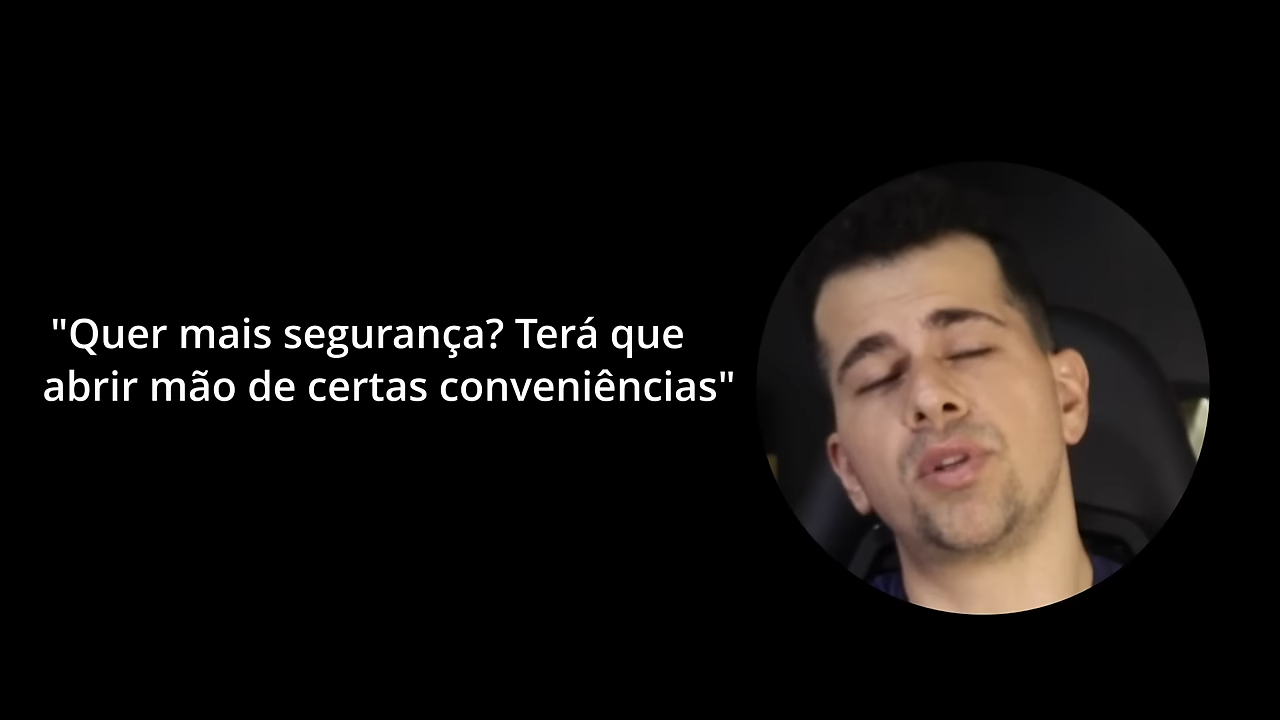 "Quer mais segurança? Terá que
abrir mão de certas conveniências"